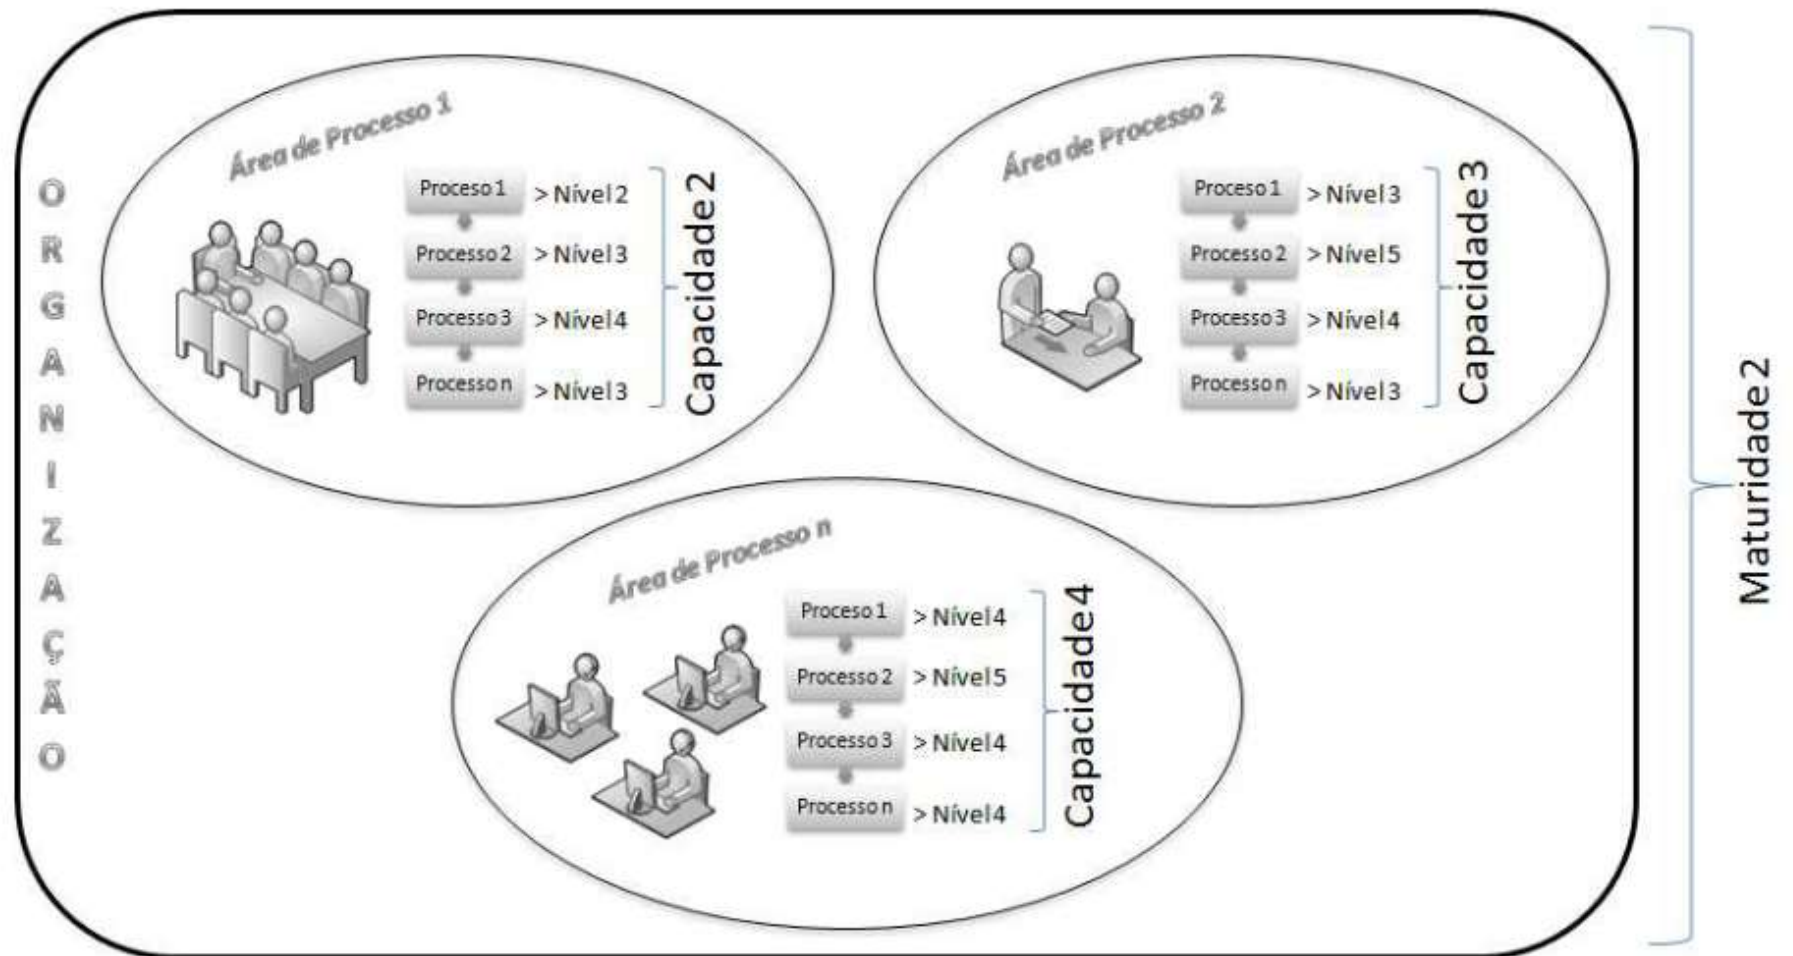 ORGANIZAÇÃO
Área de Processo 1
Proceso 1 > Nível 2
Processo 2 > Nível 3
Processo 3 > Nível 4
Processo n > Nível 3
Capacidade 2
Área de Processo 2
Proceso 1 > Nível 3
Processo 2 > Nível 5
Processo 3 > Nível 4
Processo n > Nível 3
Capacidade 3
Área de Processo n
Proceso 1 > Nível 4
Processo 2 > Nível 5
Processo 3 > Nível 4
Processo n > Nível 4
Capacidade 4
Maturidade 2